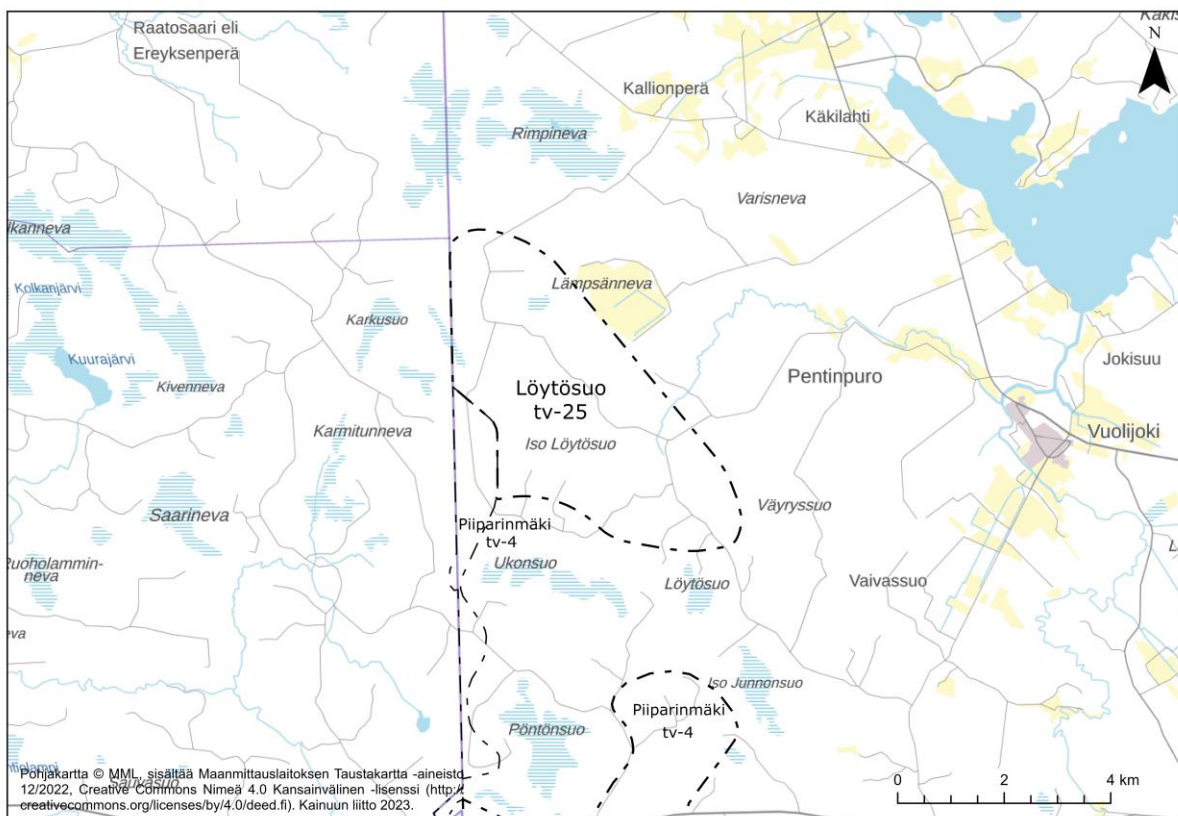 Raatosaari eli
Ereyksenperä
N
Kallionperä
Käkilahti
Rimpineva
Varisneva
Lämpsänneva
Kolkanjärvi
Karkusuo
Kuurajärvi
Kivenneva
Löytösuo
tv-25
Pentinpuro
Jokisuu
Karmitunneva
Iso Löytösuo
Vuolijoki
Saarineva
Väyryssuo
Piiparinmäki
tv-4
Ruoholammin-
neva
Ukonsuo
Löytösuo
Vaivassuo
Iso Junnonsuo
Piiparinmäki
tv-4
Pöntönsuo
Sauvasuo
Pohjakartta © MML, sisältää Maanmittauslaitoksen Taustakartta -aineisto
12/2022, Creative Commons Nimeä 4.0 Kansainvälinen -lisenssi (http:/
creativecommons.org/licenses/by/4.0/deed.fi). Kainuun liitto 2023.
0 2 4 km